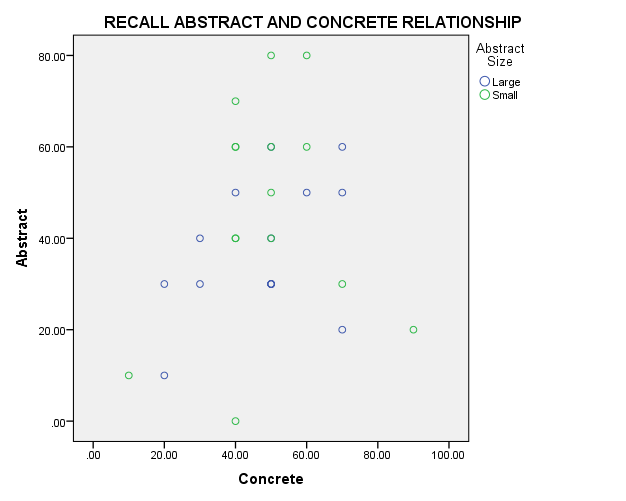 RECALL ABSTRACT AND CONCRETE RELATIONSHIP
Abstract
Size
Large
Small
80.00
60.00
40.00
20.00
.00
Abstract
.00 20.00 40.00 60.00 80.00 100.00
Concrete